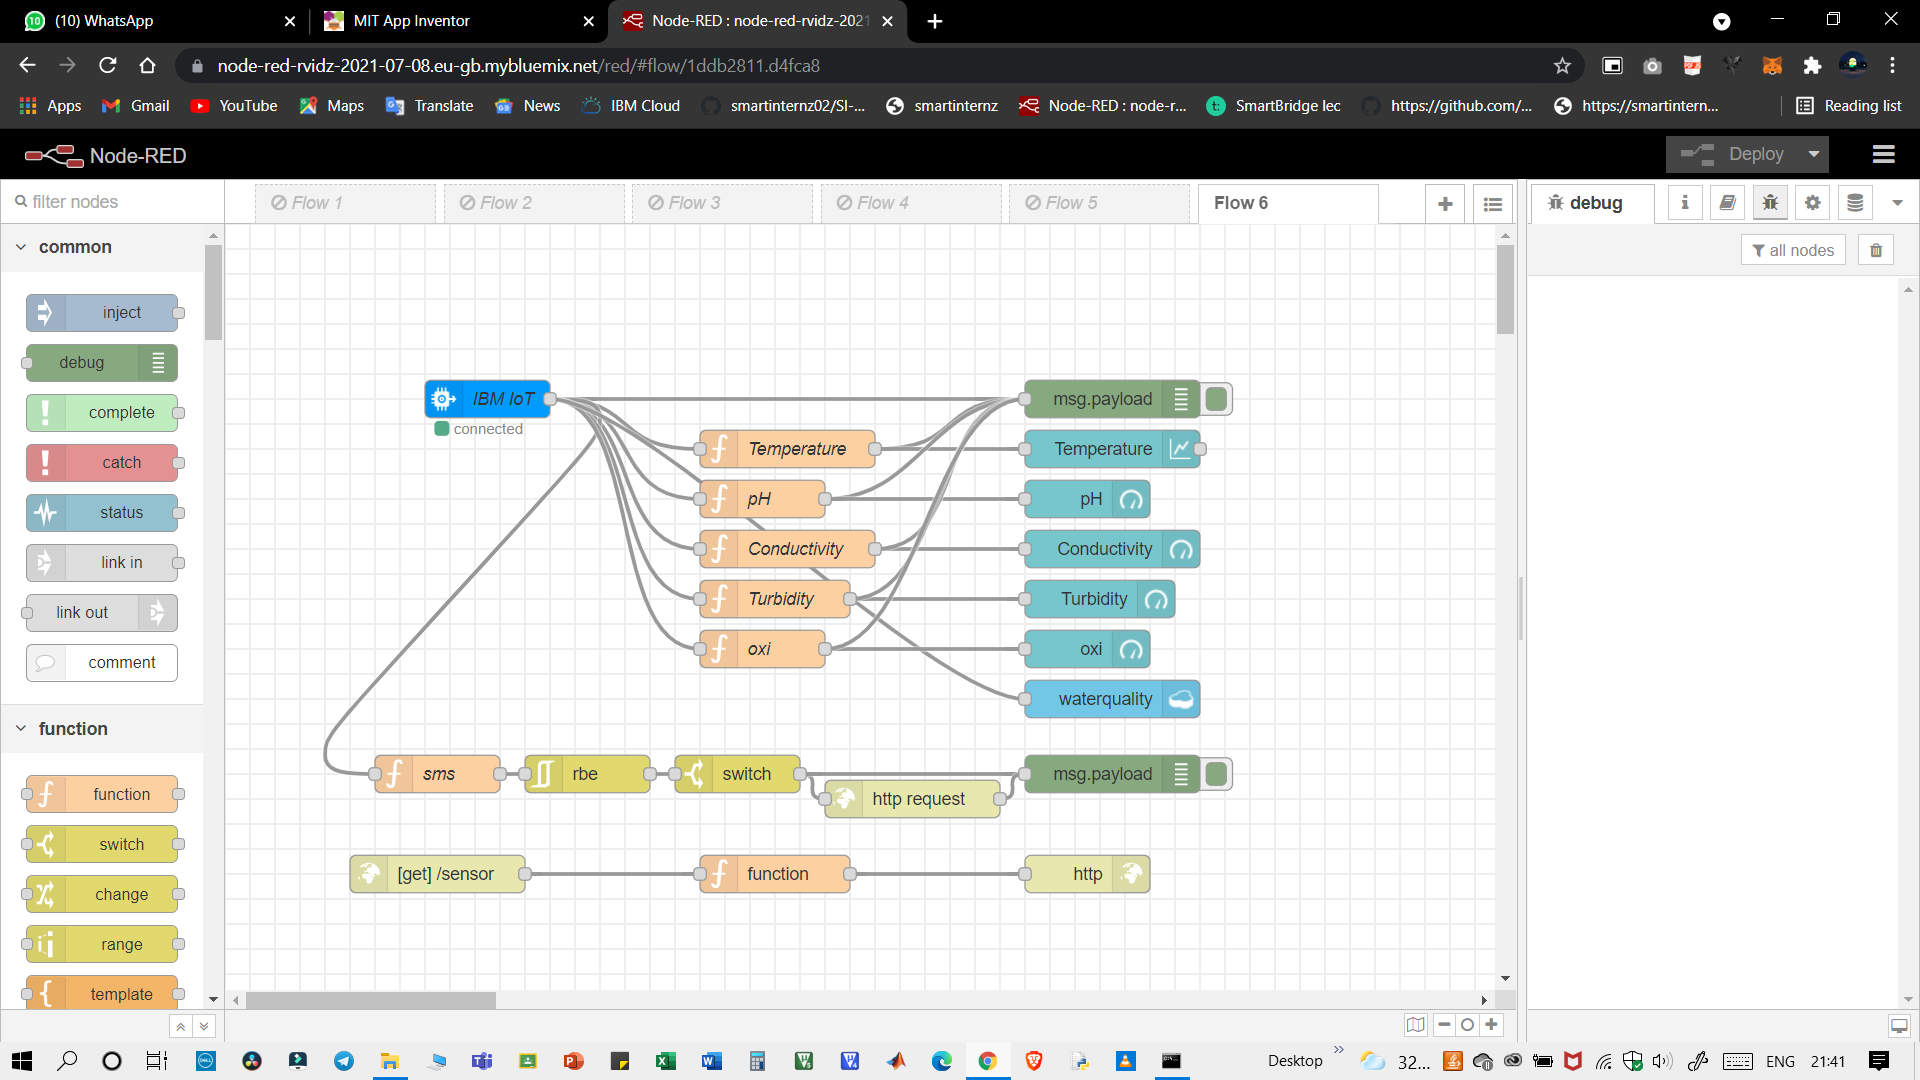 (10) WhatsApp
MIT App Inventor
Node-RED : node-red-rvidz-2021
node-red-rvidz-2021-07-08.eu-gb.mybluemix.net/red/#flow/1ddb2811.d4fca8
Apps Gmail YouTube Maps Translate News IBM Cloud smartinternz02/SI-... smartinternz Node-RED : node-r... SmartBridge lec https://github.com/... https://smartintern... Reading list
Node-RED
Deploy
filter nodes
Flow 1 Flow 2 Flow 3 Flow 4 Flow 5 Flow 6
debug
all nodes
common
inject
debug
complete
catch
status
link in
link out
comment
function
function
switch
change
range
template
IBM IoT
connected
msg.payload
Temperature
Temperature
pH
pH
Conductivity
Conductivity
Turbidity
Turbidity
oxi
oxi
waterquality
sms
rbe
switch
msg.payload
http request
[get] /sensor
function
http
Desktop
32...
ENG
21:41